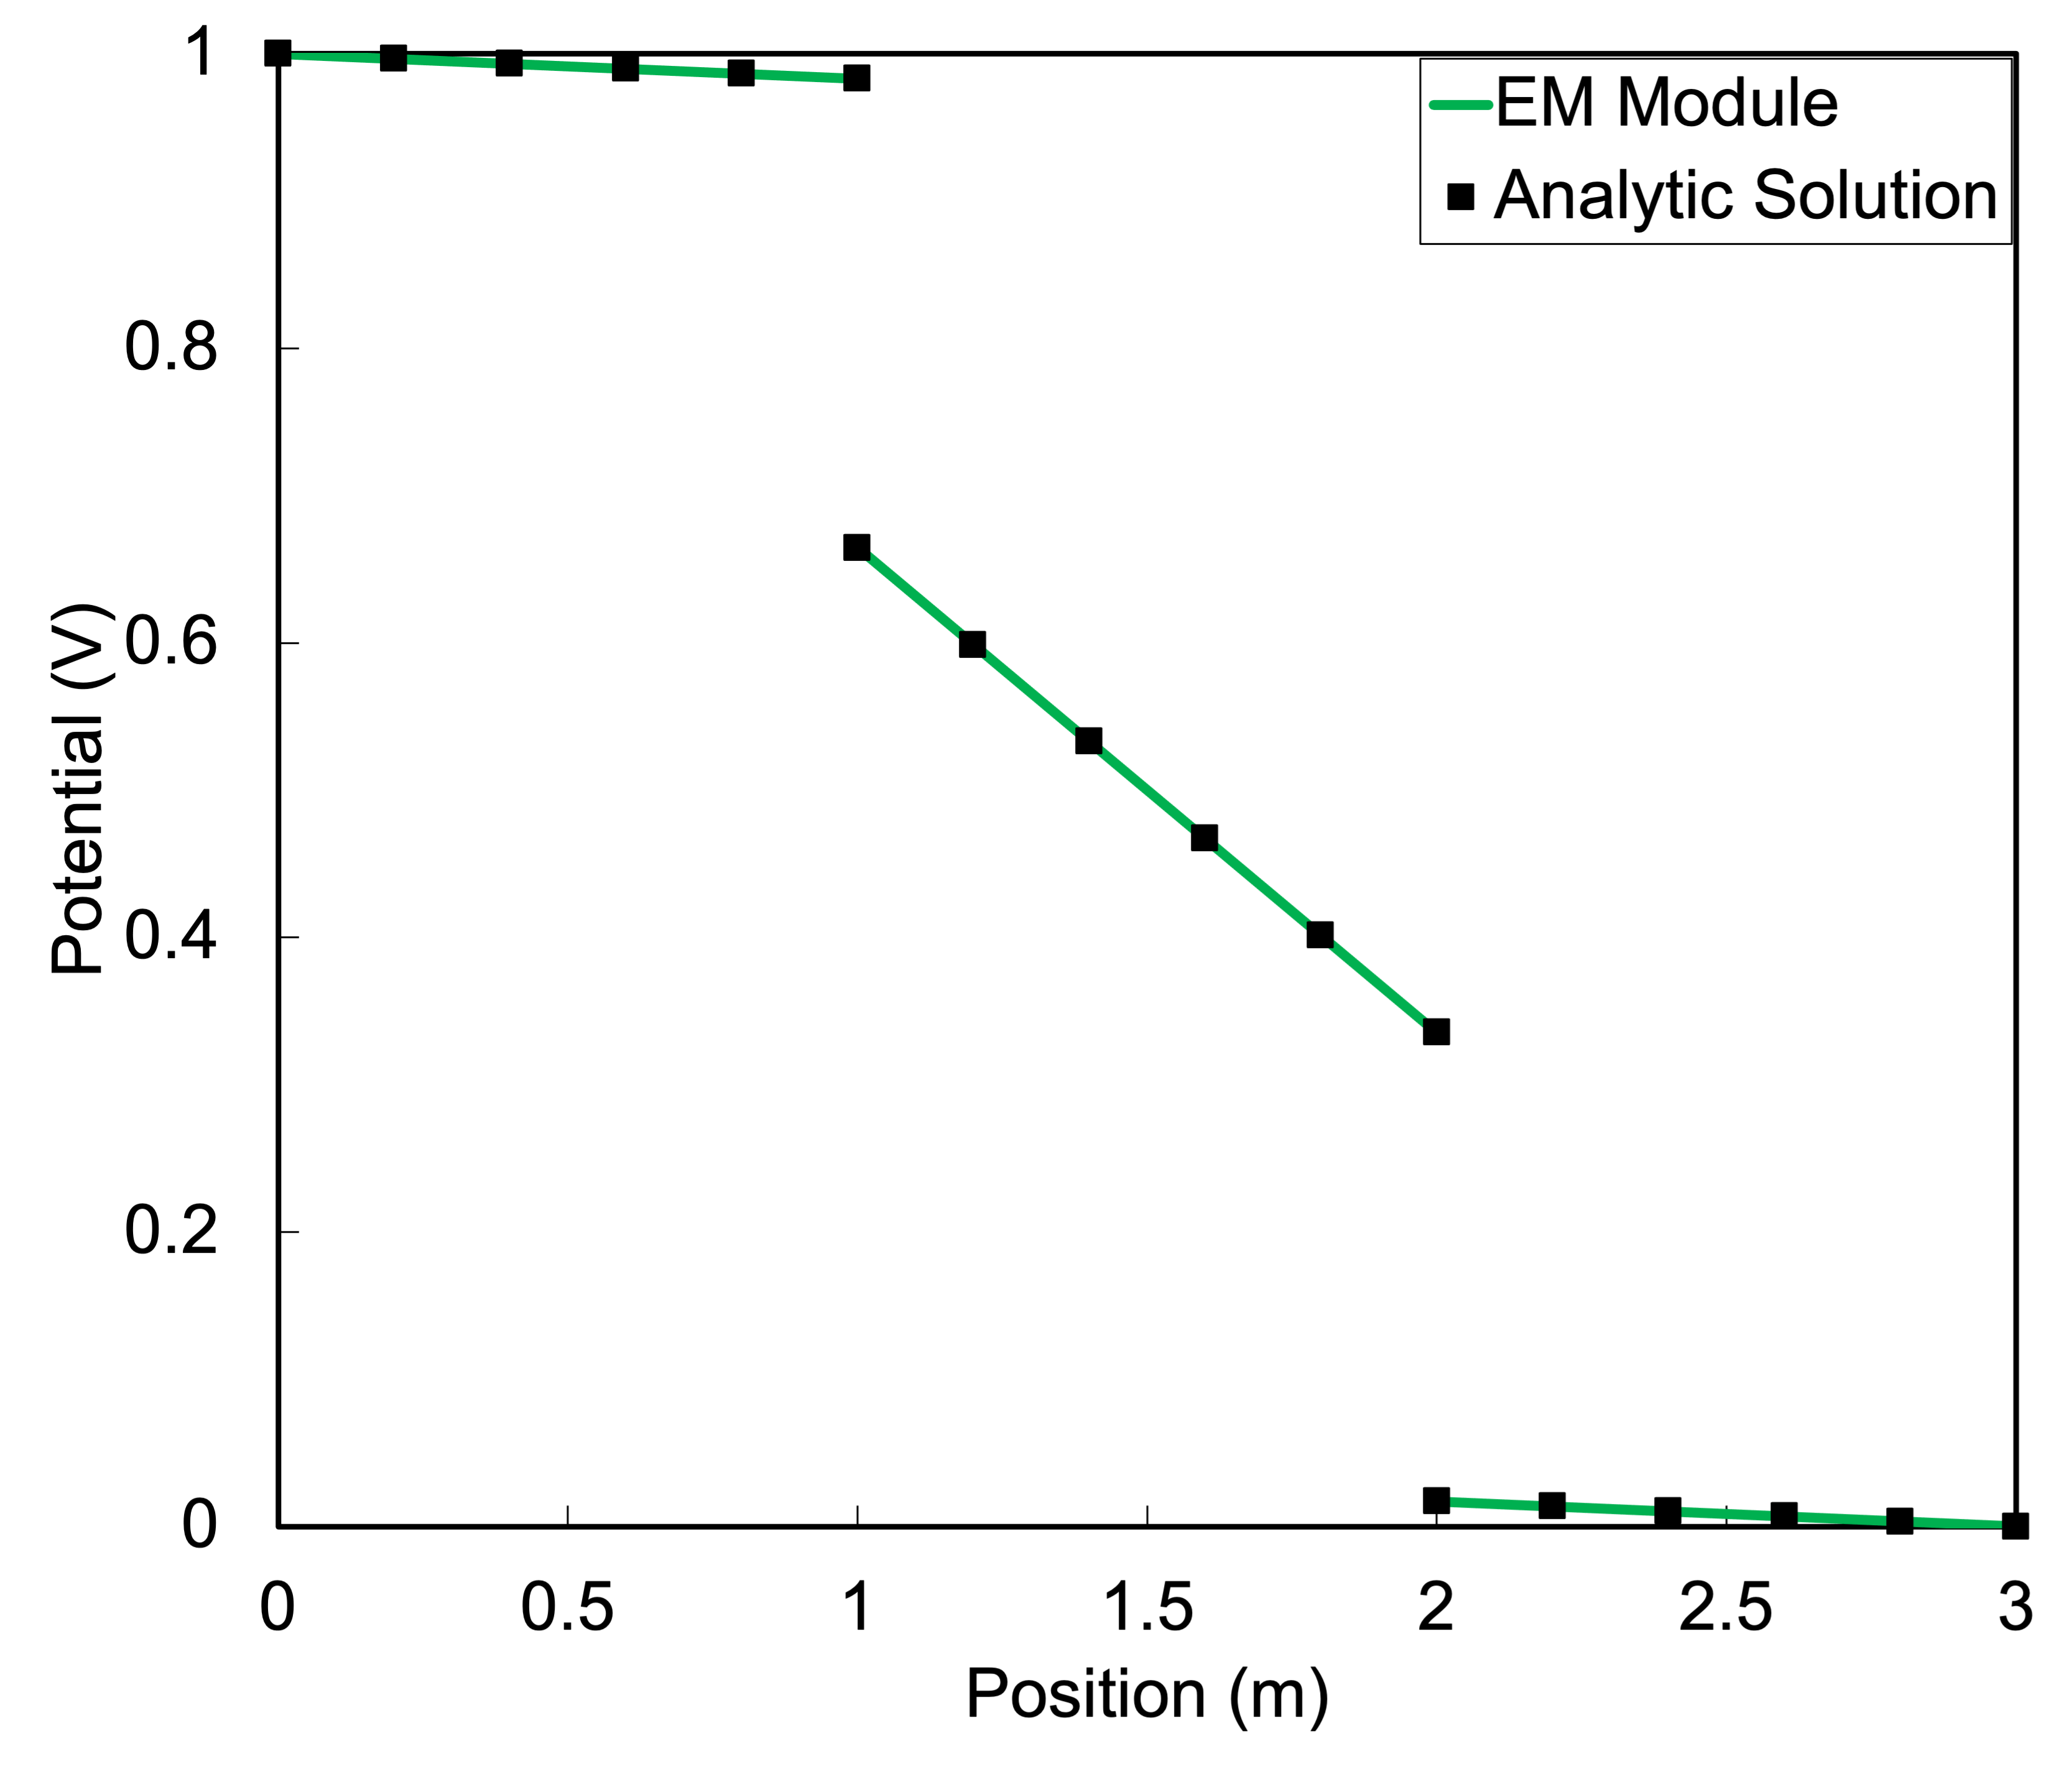 1
EM Module
Analytic Solution
0.8
0.6
0.4
0.2
0
Potential (V)
0 0.5 1 1.5 2 2.5 3
Position (m)